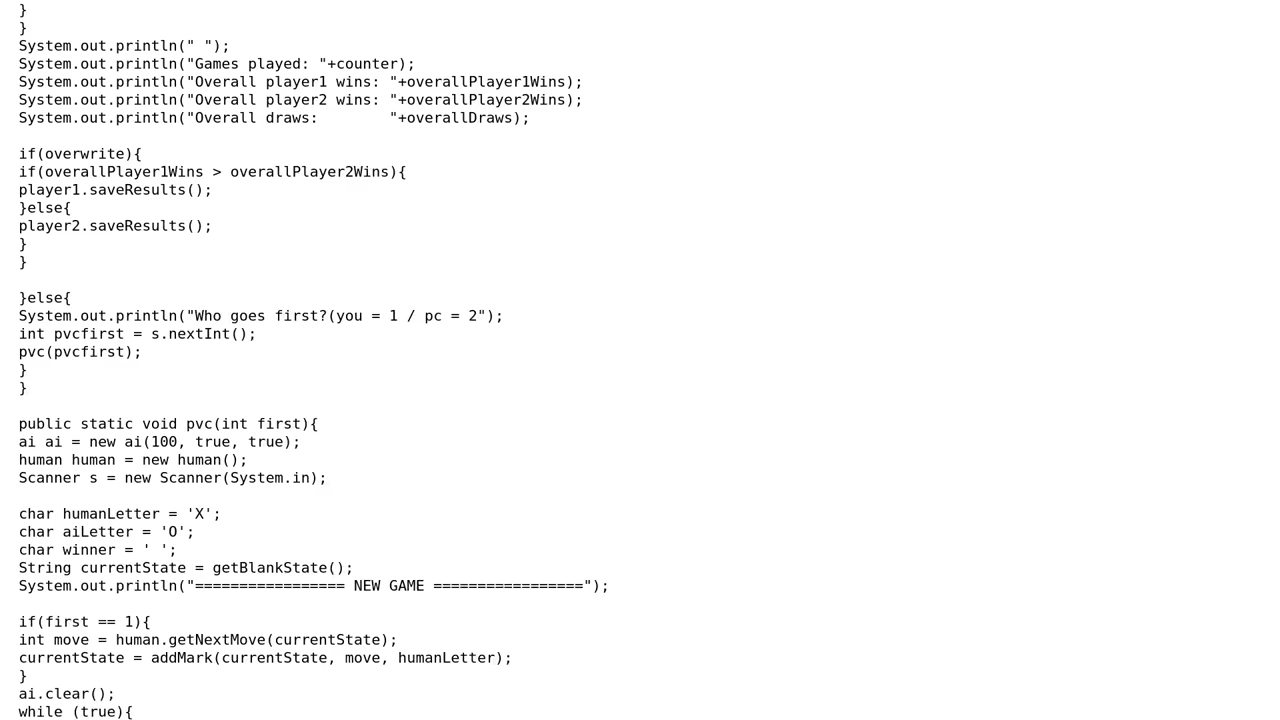 }
}
System.out.println(" ");
System.out.println("Games played: "+counter);
System.out.println("Overall player1 wins: "+overallPlayer1Wins);
System.out.println("Overall player2 wins: "+overallPlayer2Wins);
System.out.println("Overall draws:        "+overallDraws);

if(overwrite){
if(overallPlayer1Wins > overallPlayer2Wins){
player1.saveResults();
}else{
player2.saveResults();
}
}

}else{
System.out.println("Who goes first?(you = 1 / pc = 2");
int pvcfirst = s.nextInt();
pvc(pvcfirst);
}
}

public static void pvc(int first){
ai ai = new ai(100, true, true);
human human = new human();
Scanner s = new Scanner(System.in);

char humanLetter = 'X';
char aiLetter = 'O';
char winner = ' ';
String currentState = getBlankState();
System.out.println("================= NEW GAME =================");

if(first == 1){
int move = human.getNextMove(currentState);
currentState = addMark(currentState, move, humanLetter);
}
ai.clear();
while (true){